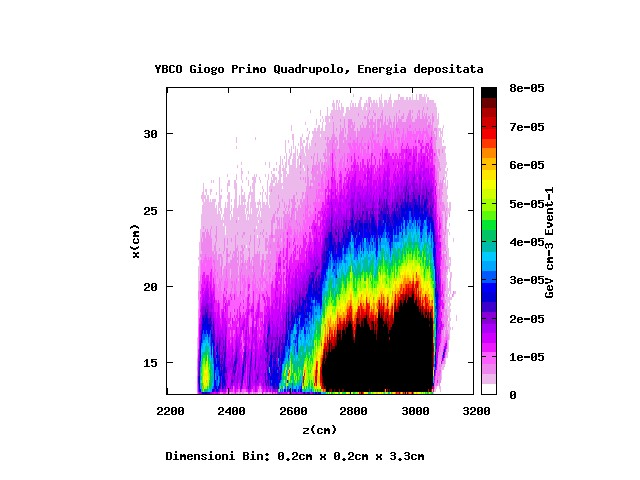 YBCO Giogo Primo Quadrupolo, Energia depositata
8e-05
7e-05
6e-05
5e-05
4e-05
3e-05
2e-05
1e-05
0
GeV cm-3 Event-1
30
25
20
15
x(cm)
2200 2400 2600 2800 3000 3200
z(cm)
Dimensioni Bin: 0.2cm x 0.2cm x 3.3cm